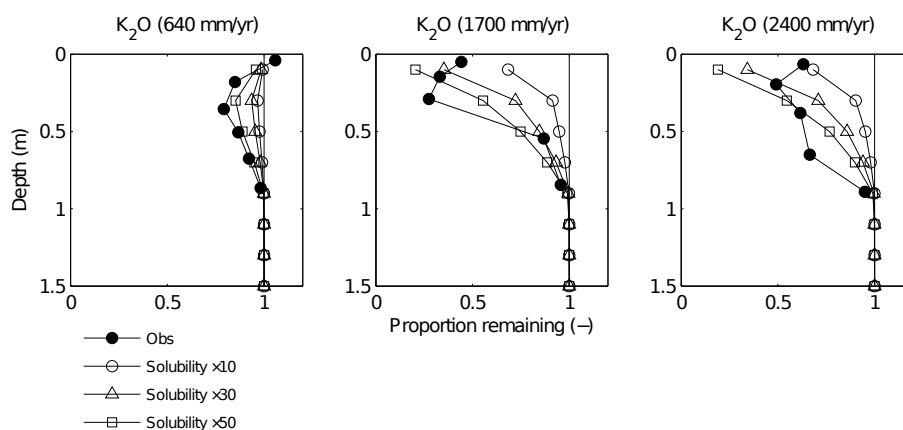 K2O (640 mm/yr)
K2O (1700 mm/yr)
K2O (2400 mm/yr)
Depth (m)
0
0.5
1
1.5
0
0.5
1
0
0.5
1
1.5
0
0.5
1
0
0.5
1
1.5
0
0.5
1
Proportion remaining (−)
Obs
Solubility ×10
Solubility ×30
Solubility ×50